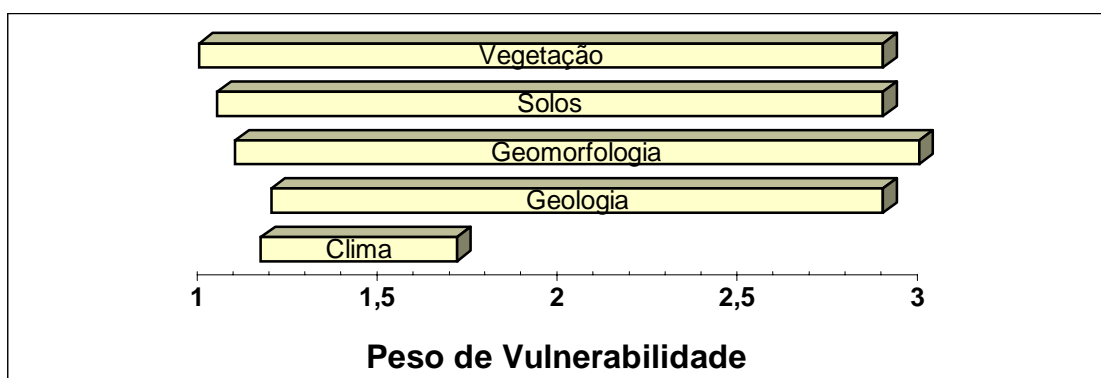 Vegetação
Solos
Geomorfologia
Geologia
Clima
1 1,5 2 2,5 3
Peso de Vulnerabilidade